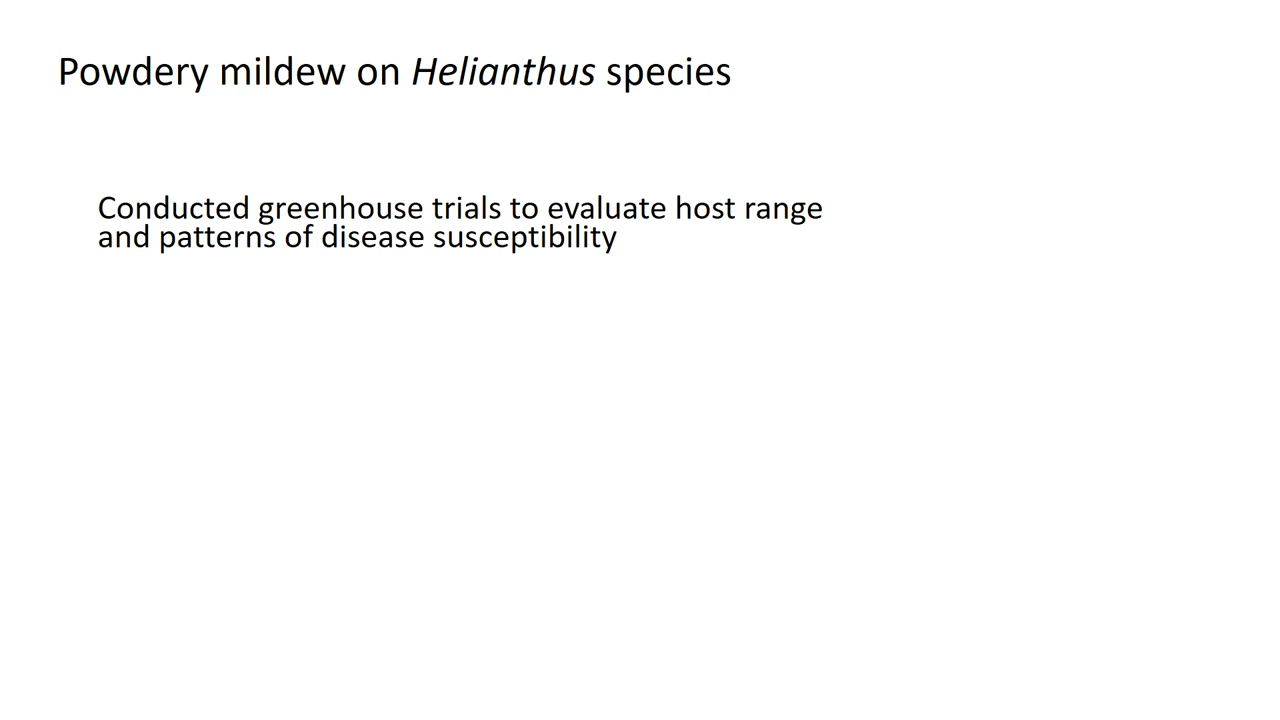 Powdery mildew on Helianthus species
Conducted greenhouse trials to evaluate host range
and patterns of disease susceptibility